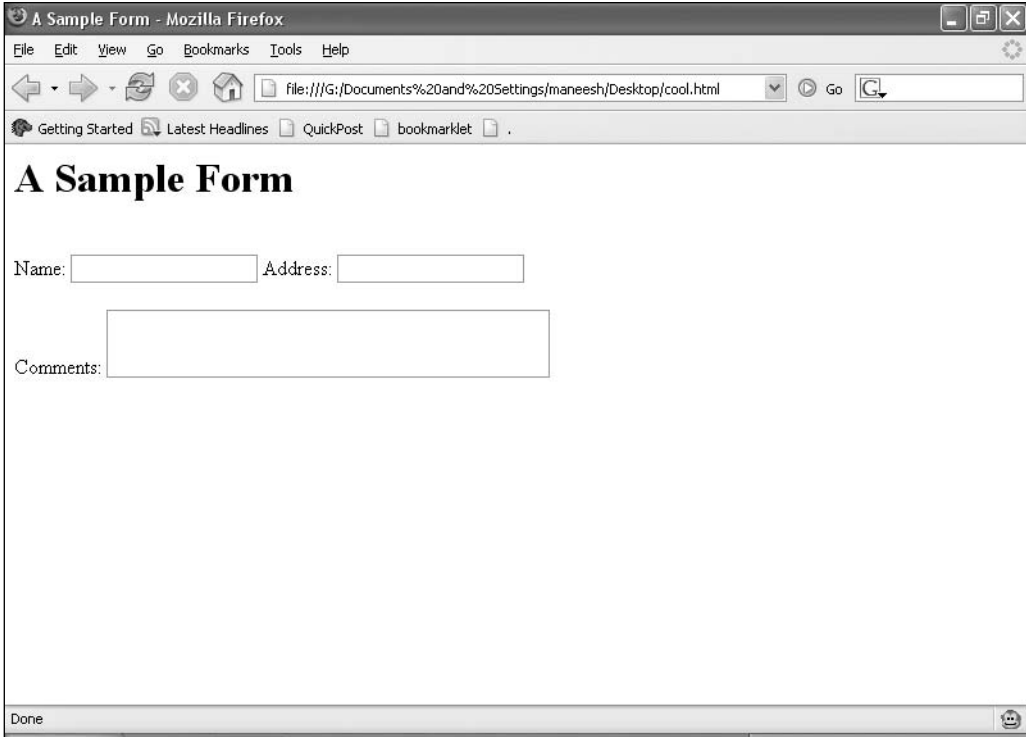 A Sample Form - Mozilla Firefox
File Edit View Go Bookmarks Tools Help
file:///G:/Documents%20and%20Settings/maneesh/Desktop/cool.html Go G
Getting Started Latest Headlines QuickPost bookmarklet .
A Sample Form
Name: Address:
Comments:
Done